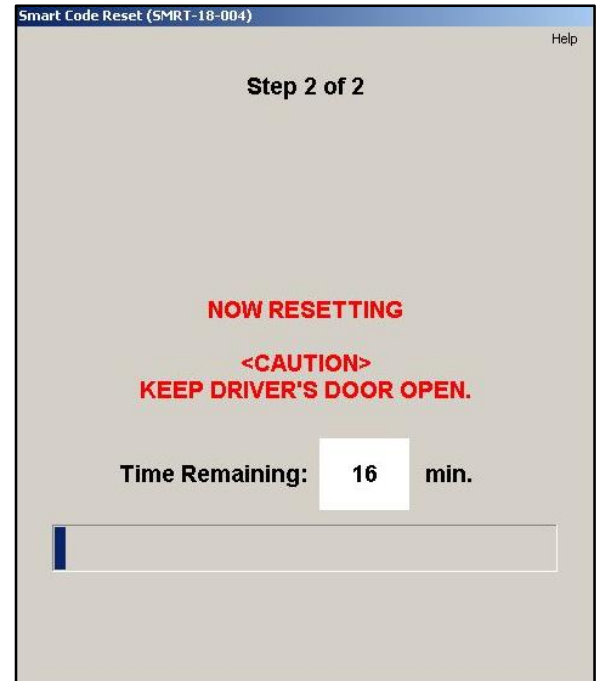 Smart Code Reset (SMRT-18-004)
Help
Step 2 of 2
NOW RESETTING
<CAUTION>
KEEP DRIVER'S DOOR OPEN.
Time Remaining: 16 min.